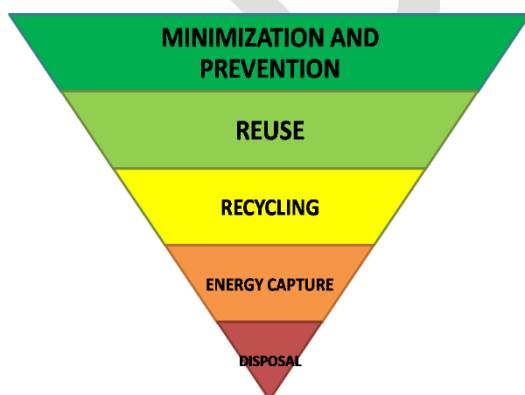 MINIMIZATION AND
PREVENTION
REUSE
RECYCLING
ENERGY CAPTURE
DISPOSAL